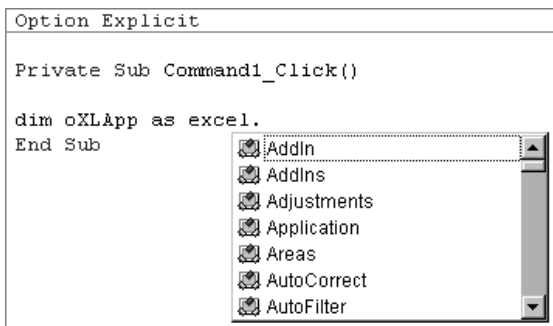 Option Explicit
Private Sub Command1_Click()
dim oXLApp as excel.
End Sub
AddIn
AddIns
Adjustments
Application
Areas
AutoCorrect
AutoFilter